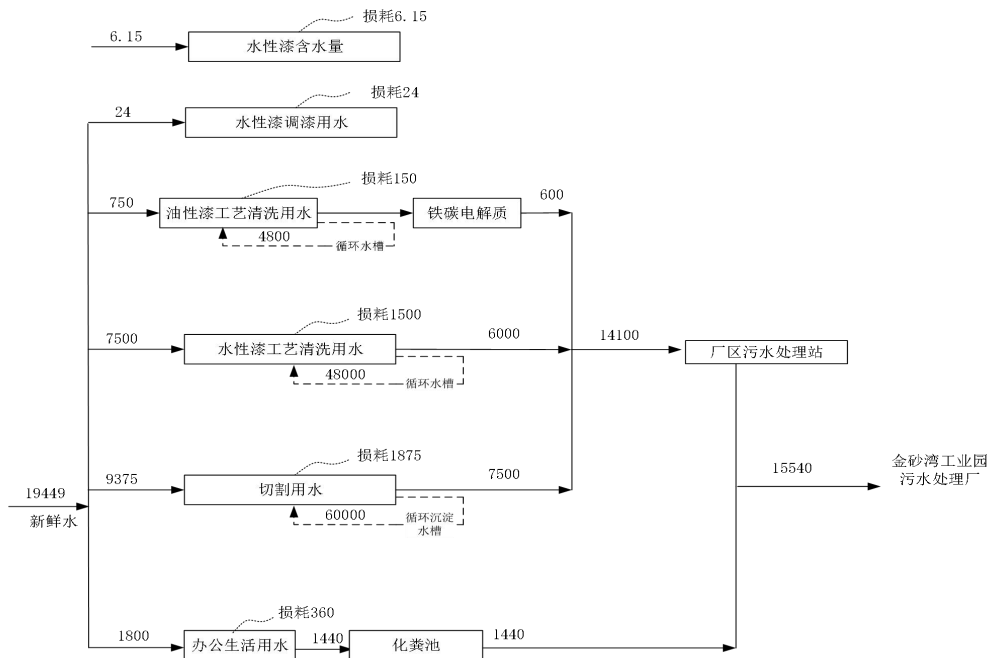 损耗6.15
6.15
水性漆含水量
损耗24
24
水性漆调漆用水
损耗150
750
油性漆工艺清洗用水
铁碳电解质
600
4800
循环水槽
损耗1500
7500
水性漆工艺清洗用水
6000
14100
厂区污水处理站
48000
循环水槽
损耗1875
9375
切割用水
7500
60000
循环沉淀
水槽
19449
新鲜水
15540
金砂湾工业园
污水处理厂
损耗360
1800
办公生活用水
1440
化粪池
1440